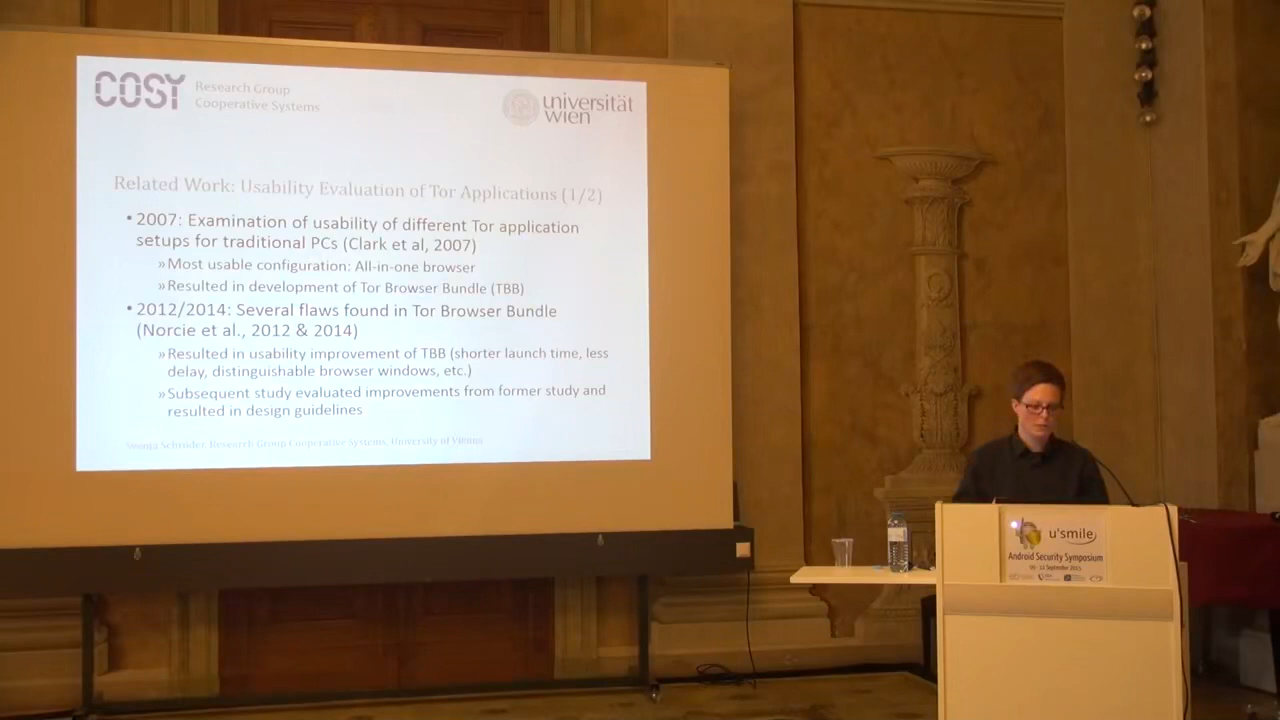 COSY
Research Group
Cooperative Systems
universität
wien
Related Work: Usability Evaluation of Tor Applications (1/2)
• 2007: Examination of usability of different Tor application
setups for traditional PCs (Clark et al, 2007)
» Most usable configuration: All-in-one browser
» Resulted in development of Tor Browser Bundle (TBB)
• 2012/2014: Several flaws found in Tor Browser Bundle
(Norcie et al., 2012 & 2014)
» Resulted in usability improvement of TBB (shorter launch time, less
delay, distinguishable browser windows, etc.)
» Subsequent study evaluated improvements from former study and
resulted in design guidelines
Svenja Schröder, Research Group Cooperative Systems, University of Vienna
u'smile
Android Security Symposium
September 2015